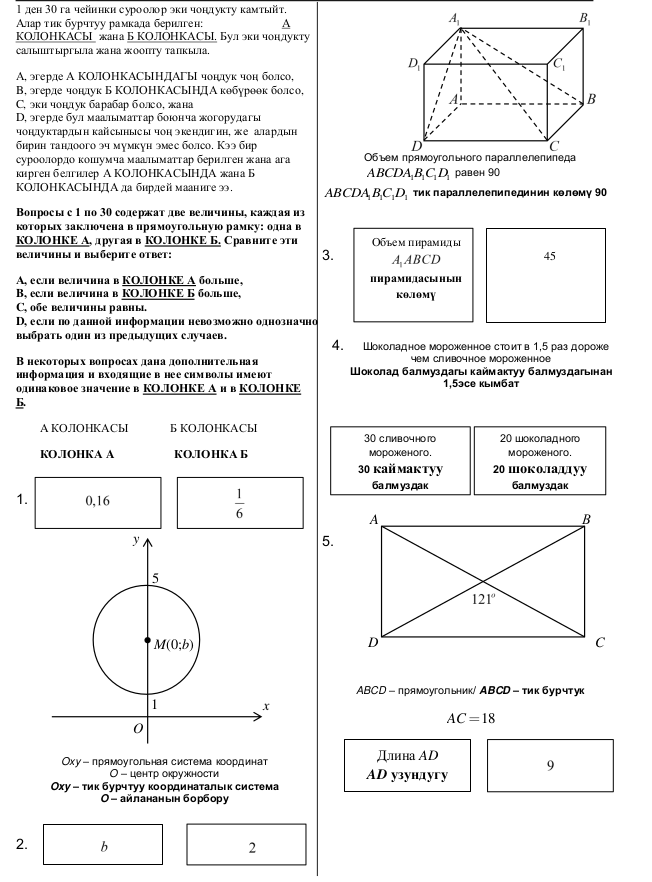 1 ден 30 га чейинки суроолор эки чоңдукту камтыйт.
Алар тик бурчтуу рамкада берилген: А
КОЛОНКАСЫ жана Б КОЛОНКАСЫ. Бул эки чоңдукту
салыштыргыла жана жоопту тапкыла.
А, эгерде А КОЛОНКАСЫНДАГЫ чоңдук чоң болсо,
В, эгерде чоңдук Б КОЛОНКАСЫНДА көбүрөөк болсо,
С, эки чоңдук барабар болсо, жана
D, эгерде бул маалыматтар боюнча жогорудагы
чоңдуктардын кайсынысы чоң экендигин, же алардын
бирин тандоого эч мүмкүн эмес болсо. Кээ бир
суроолордо кошумча маалыматтар берилген жана ага
кирген белгилер А КОЛОНКАСЫНДА жана Б
КОЛОНКАСЫНДА да бирдей мааниге ээ.
Вопросы с 1 по 30 содержат две величины, каждая из
которых заключена в прямоугольную рамку: одна в
КОЛОНКЕ А, другая в КОЛОНКЕ Б. Сравните эти
величины и выберите ответ:
А, если величина в КОЛОНКЕ А больше,
В, если величина в КОЛОНКЕ Б больше,
С, обе величины равны.
D, если по данной информации невозможно однозначно
выбрать один из предыдущих случаев.
В некоторых вопросах дана дополнительная
информация и входящие в нее символы имеют
одинаковое значение в КОЛОНКЕ А и в КОЛОНКЕ
Б.
А КОЛОНКАСЫ Б КОЛОНКАСЫ
КОЛОНКА А КОЛОНКА Б
1. 0,16 1/6
y
5
M(0;b)
1
x
O
Oxy – прямоугольная система координат
O – центр окружности
Oxy – тик бурчтуу координаталык система
O – айлананын борбору
2. b 2
A₁ B₁
D₁ C₁
A B
D C
Объем прямоугольного параллелепипеда
ABCDA₁B₁C₁D₁ равен 90
ABCDA₁B₁C₁D₁ тик параллелепипединин көлөмү 90
3.
Объем пирамиды
A₁ABCD
пирамидасынын
көлөмү
45
4. Шоколадное мороженное стоит в 1,5 раз дороже
чем сливочное мороженное
Шоколад балмуздагы каймактуу балмуздагынан
1,5эсе кымбат
30 сливочного
мороженого.
30 каймактуу
балмуздак
20 шоколадного
мороженого.
20 шоколаддуу
балмуздак
5.
A B
121°
D C
ABCD – прямоугольник/ ABCD – тик бурчтук
AC = 18
Длина AD
AD узундугу
9